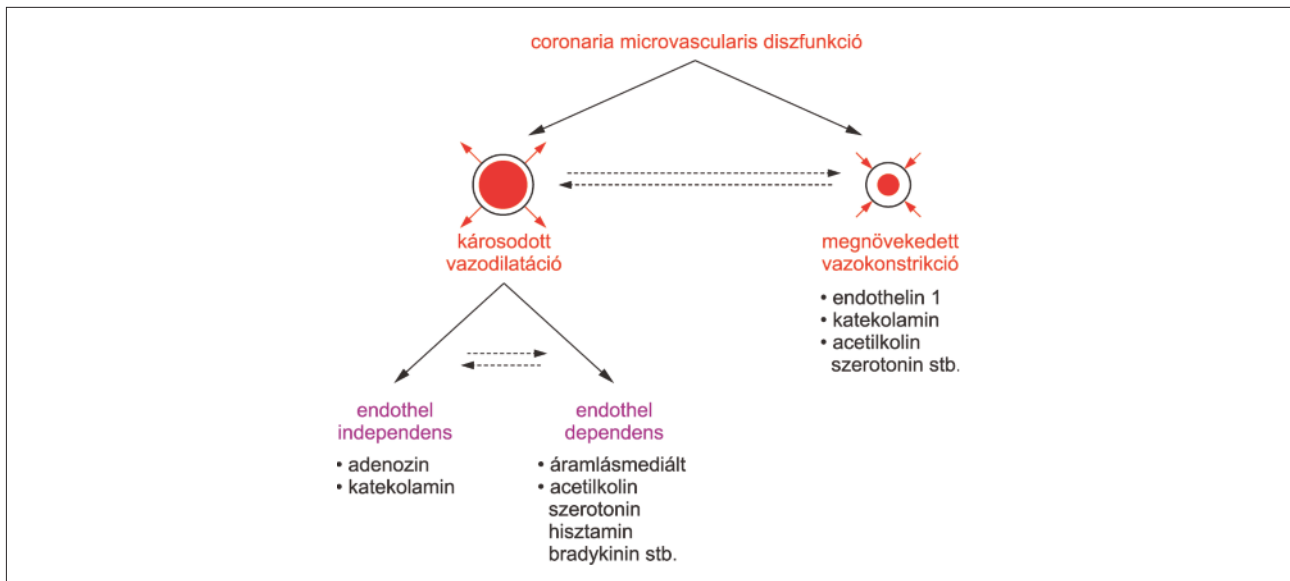 coronaria microvascularis diszfunkció
károsodott
vazodilatáció
megnövekedett
vazokonstrikció
• endothelin 1
• katekolamin
• acetilkolin
szerotonin stb.
endothel
independens
• adenozin
• katekolamin
endothel
dependens
• áramlásmediált
• acetilkolin
szerotonin
hisztamin
bradykinin stb.